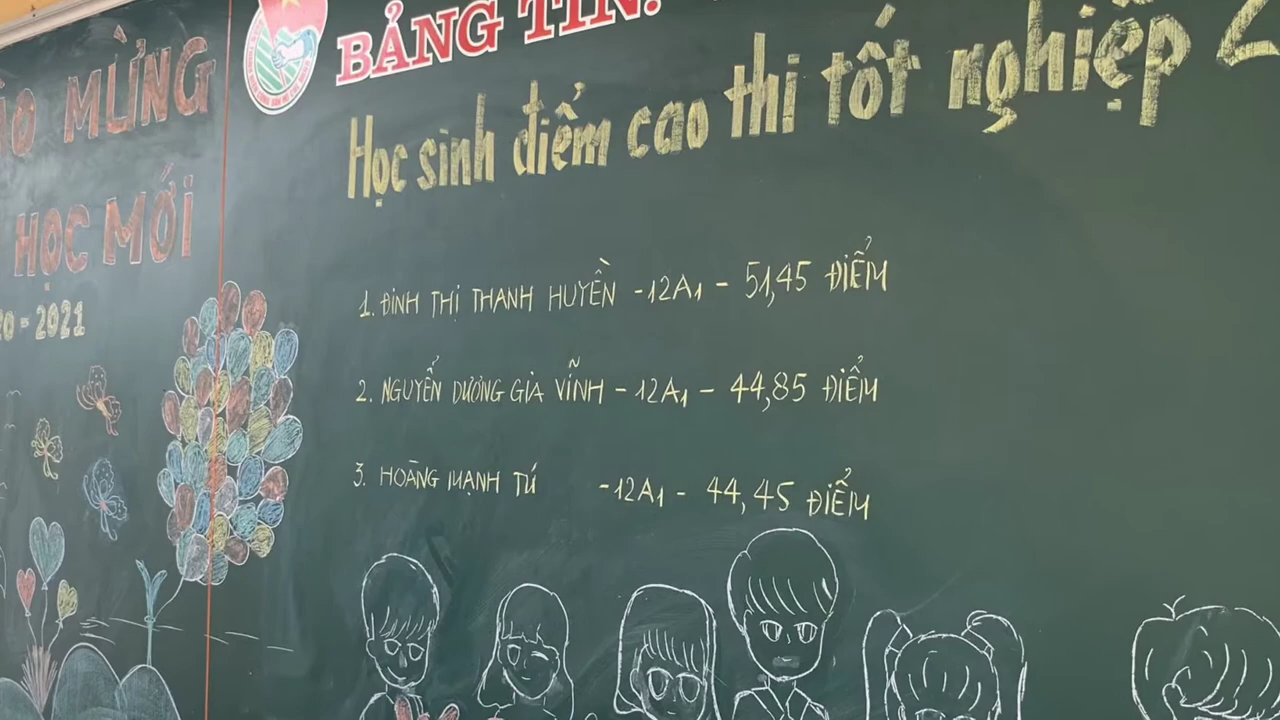 MỪNG
HỌC MỚI
- 2021
BẢNG TIN:
Học sinh điểm cao thi tốt nghiệp 2
1. ĐINH THỊ THANH HUYỀN - 12A1 - 51,45 ĐIỂM
2. NGUYỄN DƯƠNG GIA VĨNH - 12A1 - 44,85 ĐIỂM
3. HOÀNG MẠNH TÚ - 12A1 - 44,45 ĐIỂM